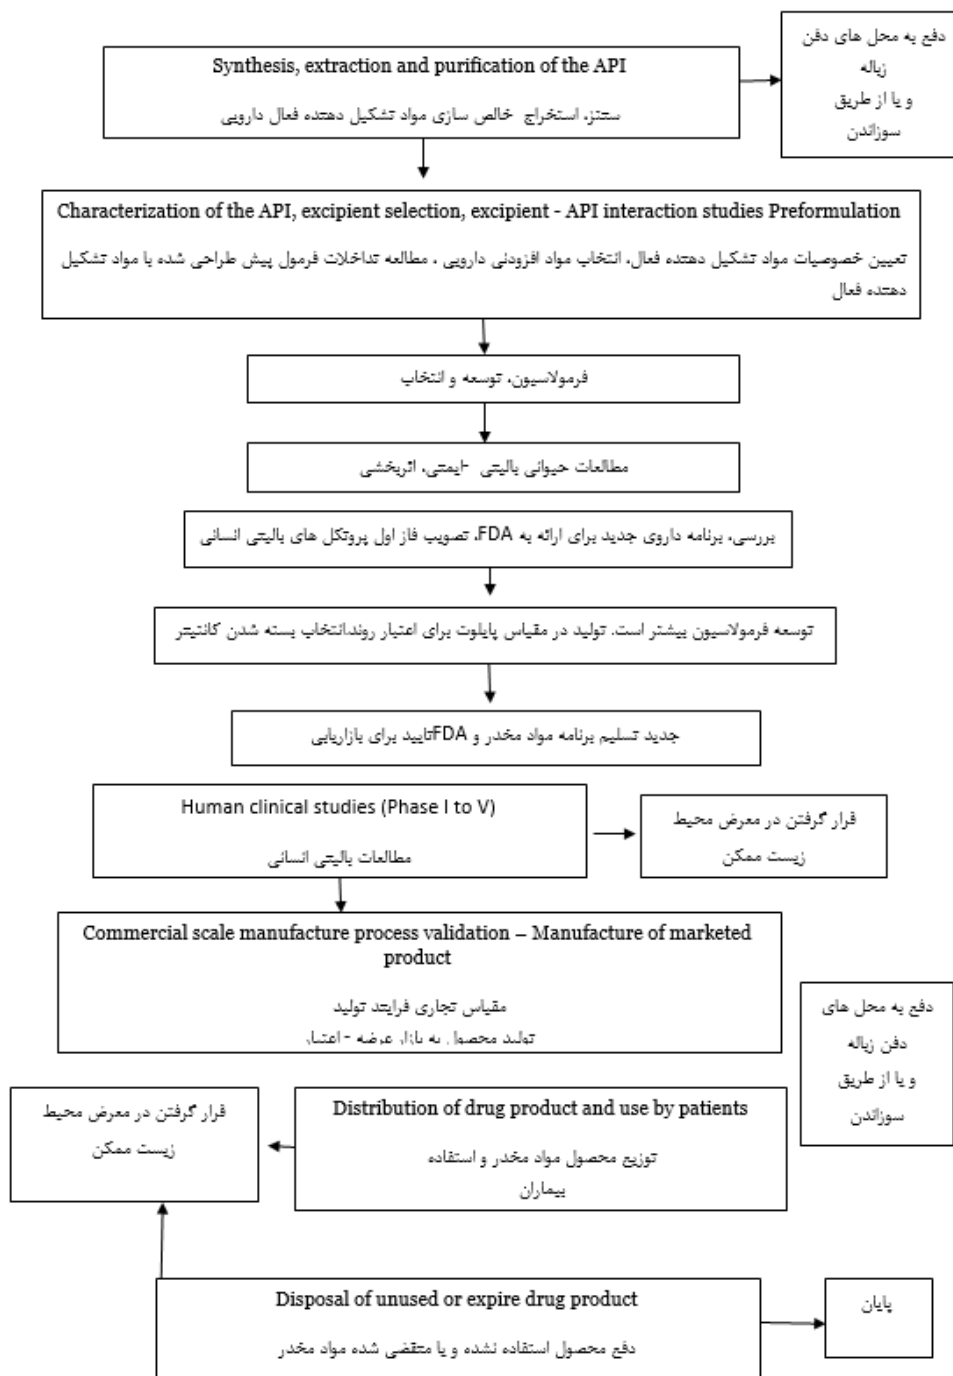 Synthesis, extraction and purification of the API
سنتز، استخراج خالص سازی مواد تشکیل دهنده فعال دارویی
دفع به محل های دفن
زباله
و یا از طریق
سوزاندن
Characterization of the API, excipient selection, excipient - API interaction studies Preformulation
تعیین خصوصیات مواد تشکیل دهنده فعال، انتخاب مواد افزودنی دارویی ، مطالعه تداخلات فرمول پیش طراحی شده با مواد تشکیل
دهنده فعال
فرمولاسیون، توسعه و انتخاب
مطالعات حیوانی بالینی -ایمنی، اثربخشی
بررسی، برنامه داروی جدید برای ارائه به FDA، تصویب فاز اول پروتکل های بالینی انسانی
توسعه فرمولاسیون بیشتر است. تولید در مقیاس پایلوت برای اعتبار روندانتخاب بسته شدن کانتینر
جدید تسلیم برنامه مواد مخدر و FDAتایید برای بازاریابی
Human clinical studies (Phase I to V)
مطالعات بالینی انسانی
قرار گرفتن در معرض محیط
زیست ممکن
Commercial scale manufacture process validation – Manufacture of marketed
product
مقیاس تجاری فرایند تولید
تولید محصول به بازار عرضه - اعتبار
دفع به محل های
دفن زباله
و یا از طریق
سوزاندن
Distribution of drug product and use by patients
توزیع محصول مواد مخدر و استفاده
بیماران
قرار گرفتن در معرض محیط
زیست ممکن
Disposal of unused or expire drug product
دفع محصول استفاده نشده و یا منقضی شده مواد مخدر
پایان